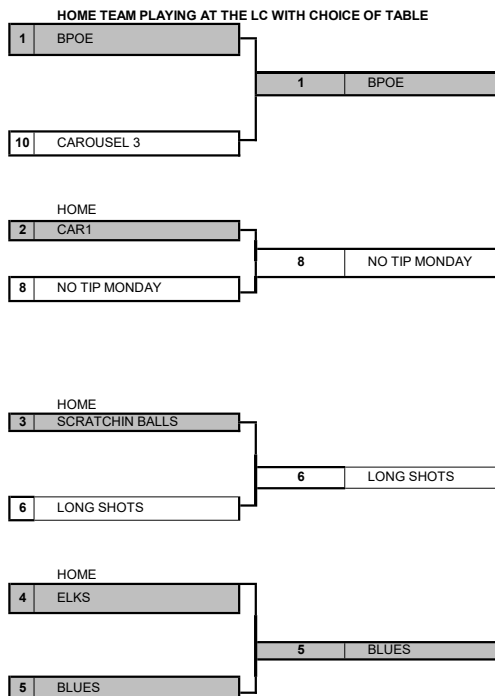 HOME TEAM PLAYING AT THE LC WITH CHOICE OF TABLE
1 BPOE
1 BPOE
10 CAROUSEL 3
HOME
2 CAR1
8 NO TIP MONDAY
8 NO TIP MONDAY
HOME
3 SCRATCHIN BALLS
6 LONG SHOTS
6 LONG SHOTS
HOME
4 ELKS
5 BLUES
5 BLUES